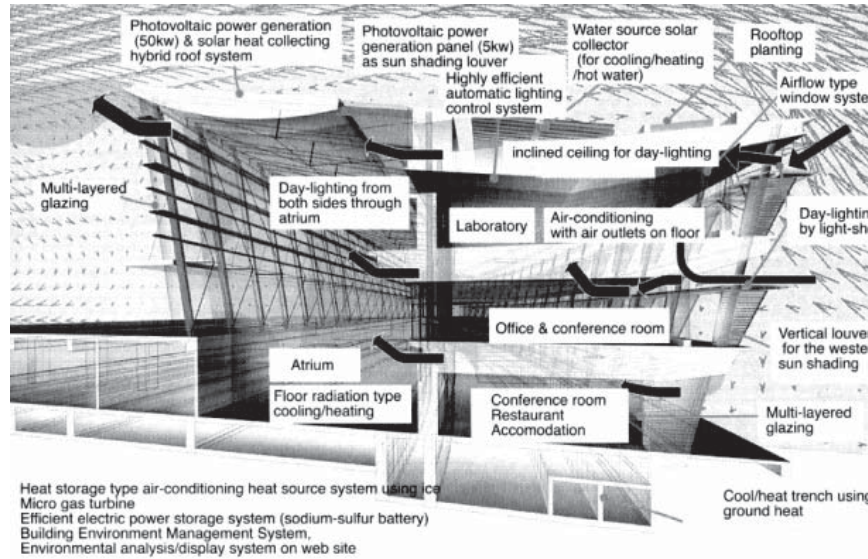 Photovoltaic power generation
(50kw) & solar heat collecting
hybrid roof system
Photovoltaic power
generation panel (5kw)
as sun shading louver
Water source solar
collector
(for cooling/heating
/hot water)
Rooftop
planting
Highly efficient
automatic lighting
control system
Airflow type
window syste
inclined ceiling for day-lighting
Multi-layered
glazing
Day-lighting from
both sides through
atrium
Laboratory
Air-conditioning
with air outlets on floor
Day-lightin
by light-she
Office & conference room
Vertical louver
for the weste
sun shading
Atrium
Floor radiation type
cooling/heating
Conference room
Restaurant
Accomodation
Multi-layered
glazing
Heat storage type air-conditioning heat source system using ice
Micro gas turbine
Efficient electric power storage system (sodium-sulfur battery)
Building Environment Management System,
Environmental analysis/display system on web site
Cool/heat trench using
ground heat